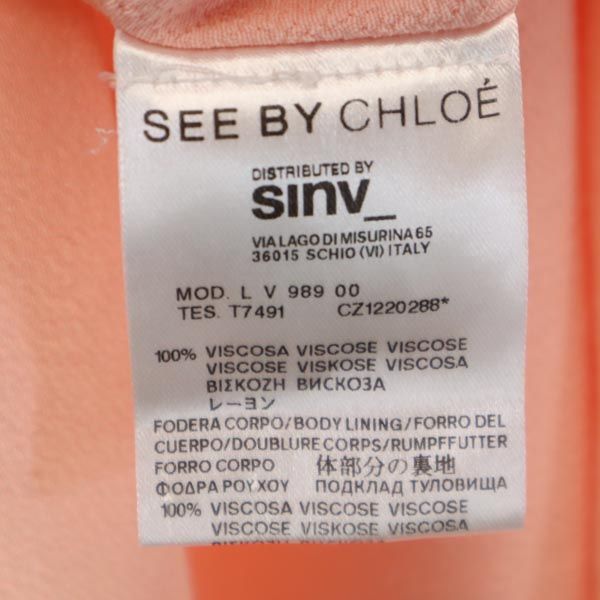 SEE BY CHLOÉ
DISTRIBUTED BY
sinv_
VIA LAGO DI MISURINA 65
36015 SCHIO (VI) ITALY
MOD. L V 989 00
TES. T7491 CZ1220288*
100% VISCOSA VISCOSE VISCOSE
VISCOSE VISKOSE VISCOSA
ΒΙΣΚΟΖΗ ВИСКОЗА
レーヨン
FODERA CORPO/BODY LINING/FORRO DEL
CUERPO/DOUBLURE CORPS/RUMPFFUTTER
FORRO CORPO 体部分の裏地
ΦΟΔΡΑ ΡΟΥΧΟΥ ПОДКЛАД ТУЛОВИЩА
100% VISCOSA VISCOSE VISCOSE
VISCOSE VISKOSE VISCOSA
ΒΙΣΚΟΖΗ ВИСКОЗА